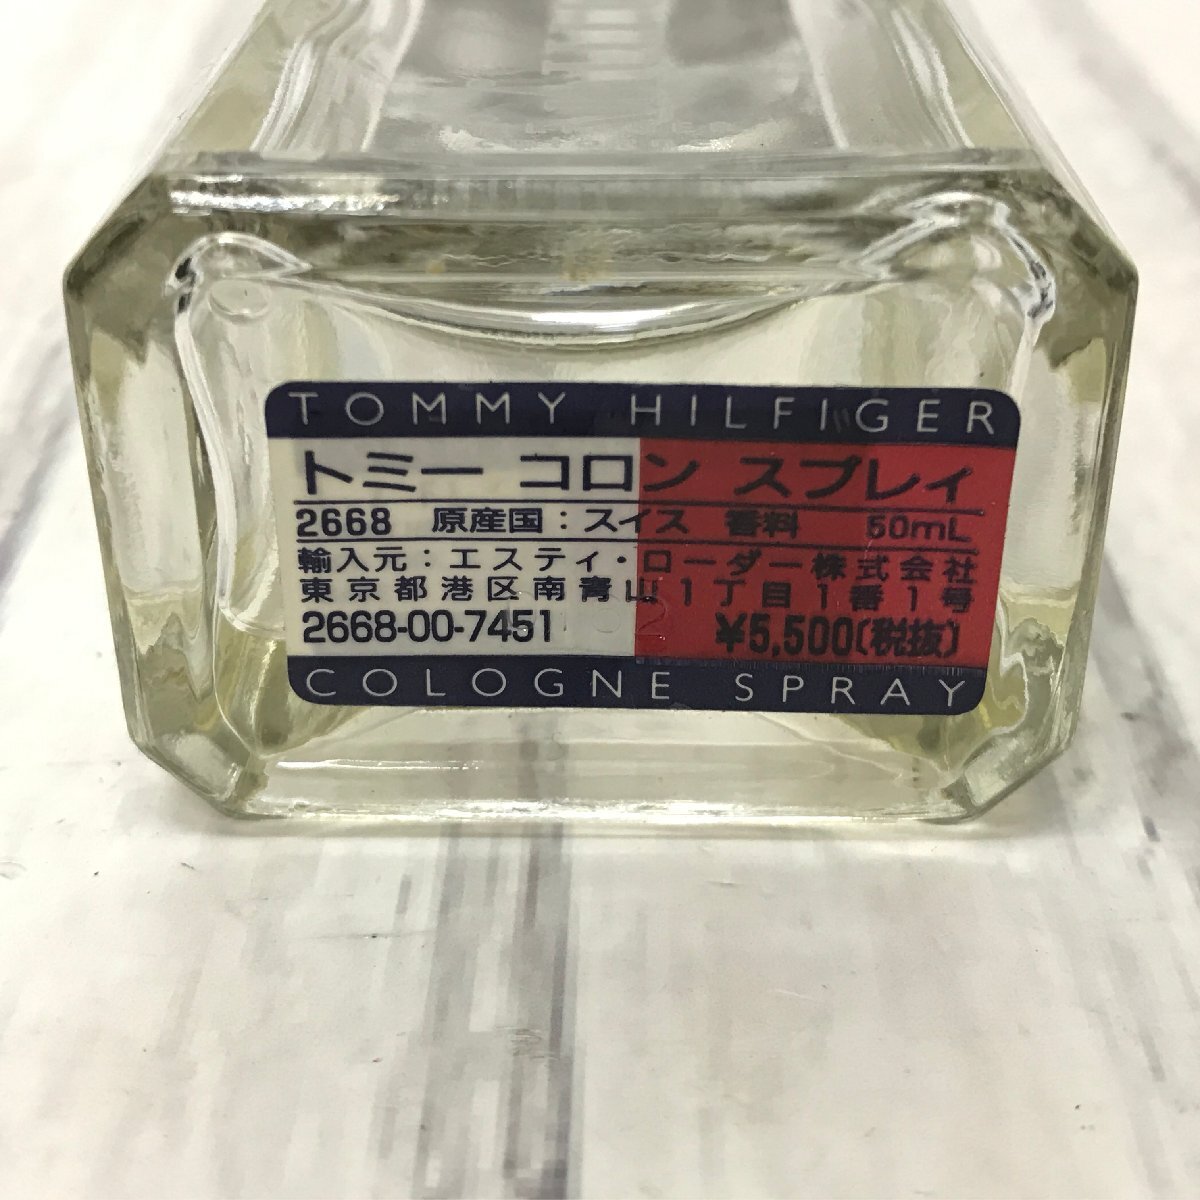 TOMMY HILFIGER
トミー コロン スプレィ
2668 原産国：スイス 香料 50mL
輸入元：エスティ・ローダー株式会社
東京都港区南青山1丁目1番1号
2668-00-7451 ¥5,500(税抜)
COLOGNE SPRAY